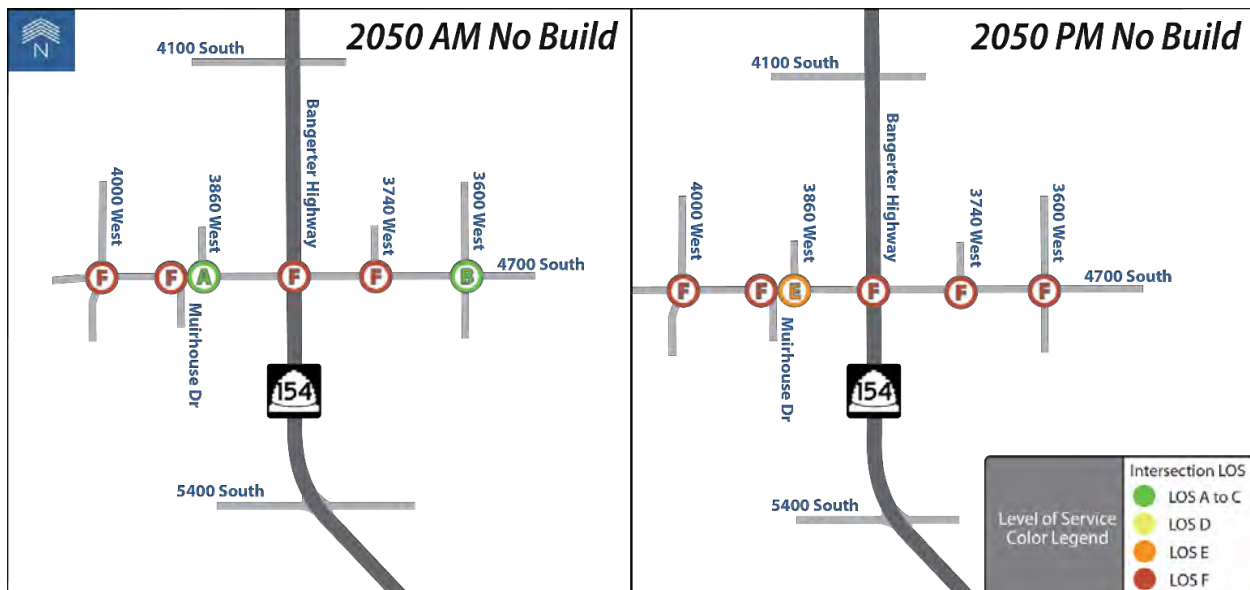 N
2050 AM No Build
4100 South
Bangerter Highway
4000 West
3860 West
3740 West
3600 West
F
F
A
F
F
B
4700 South
Muirhouse Dr
154
5400 South
2050 PM No Build
4100 South
Bangerter Highway
4000 West
3860 West
3740 West
3600 West
F
F
E
F
F
F
4700 South
Muirhouse Dr
154
5400 South
Level of Service
Color Legend
Intersection LOS
LOS A to C
LOS D
LOS E
LOS F